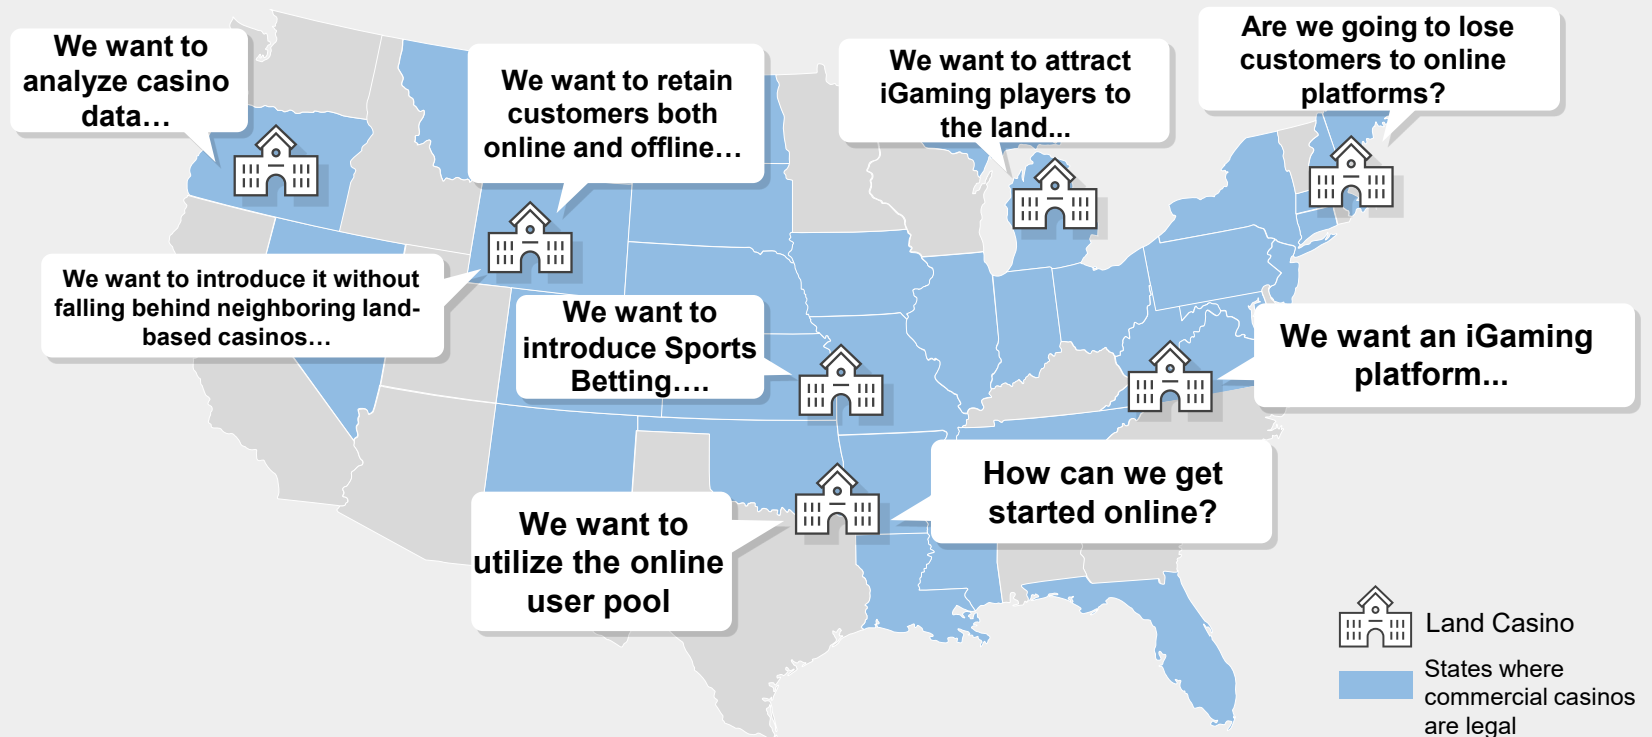 We want to
analyze casino
data…
We want to retain
customers both
online and offline…
We want to attract
iGaming players to
the land...
Are we going to lose
customers to online
platforms?
We want to introduce it without
falling behind neighboring land-
based casinos…
We want to
introduce Sports
Betting….
We want an iGaming
platform...
How can we get
started online?
We want to
utilize the online
user pool
Land Casino
States where
commercial casinos
are legal